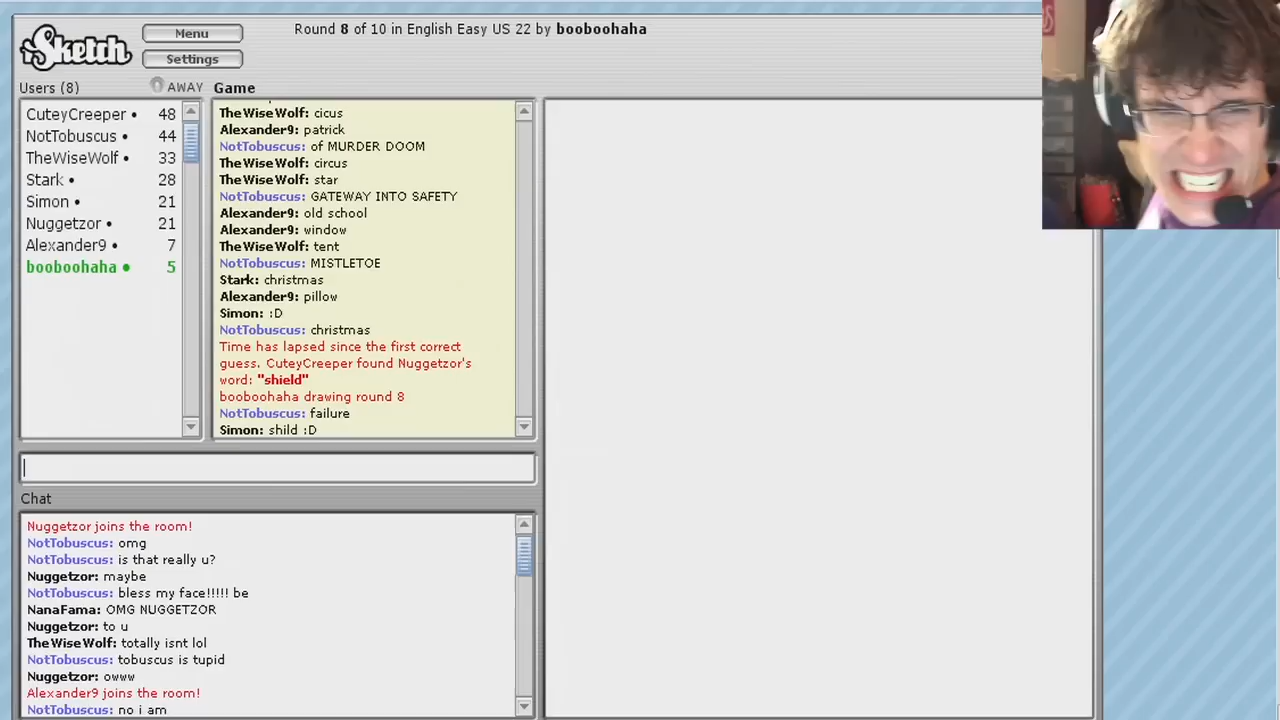 iSketch
Menu
Settings
Round 8 of 10 in English Easy US 22 by booboohaha
Users (8)
AWAY
Game
CuteyCreeper • 48
NotTobuscus • 44
TheWiseWolf • 33
Stark • 28
Simon • 21
Nuggetzor • 21
Alexander9 • 7
booboohaha • 5
TheWiseWolf: cicus
Alexander9: patrick
NotTobuscus: of MURDER DOOM
TheWiseWolf: circus
TheWiseWolf: star
NotTobuscus: GATEWAY INTO SAFETY
Alexander9: old school
Alexander9: window
TheWiseWolf: tent
NotTobuscus: MISTLETOE
Stark: christmas
Alexander9: pillow
Simon: :D
NotTobuscus: christmas
Time has lapsed since the first correct
guess. CuteyCreeper found Nuggetzor's
word: "shield"
booboohaha drawing round 8
NotTobuscus: failure
Simon: shild :D
Chat
Nuggetzor joins the room!
NotTobuscus: omg
NotTobuscus: is that really u?
Nuggetzor: maybe
NotTobuscus: bless my face!!!!! be
NanaFama: OMG NUGGETZOR
Nuggetzor: to u
TheWiseWolf: totally isnt lol
NotTobuscus: tobuscus is tupid
Nuggetzor: owww
Alexander9 joins the room!
NotTobuscus: no i am